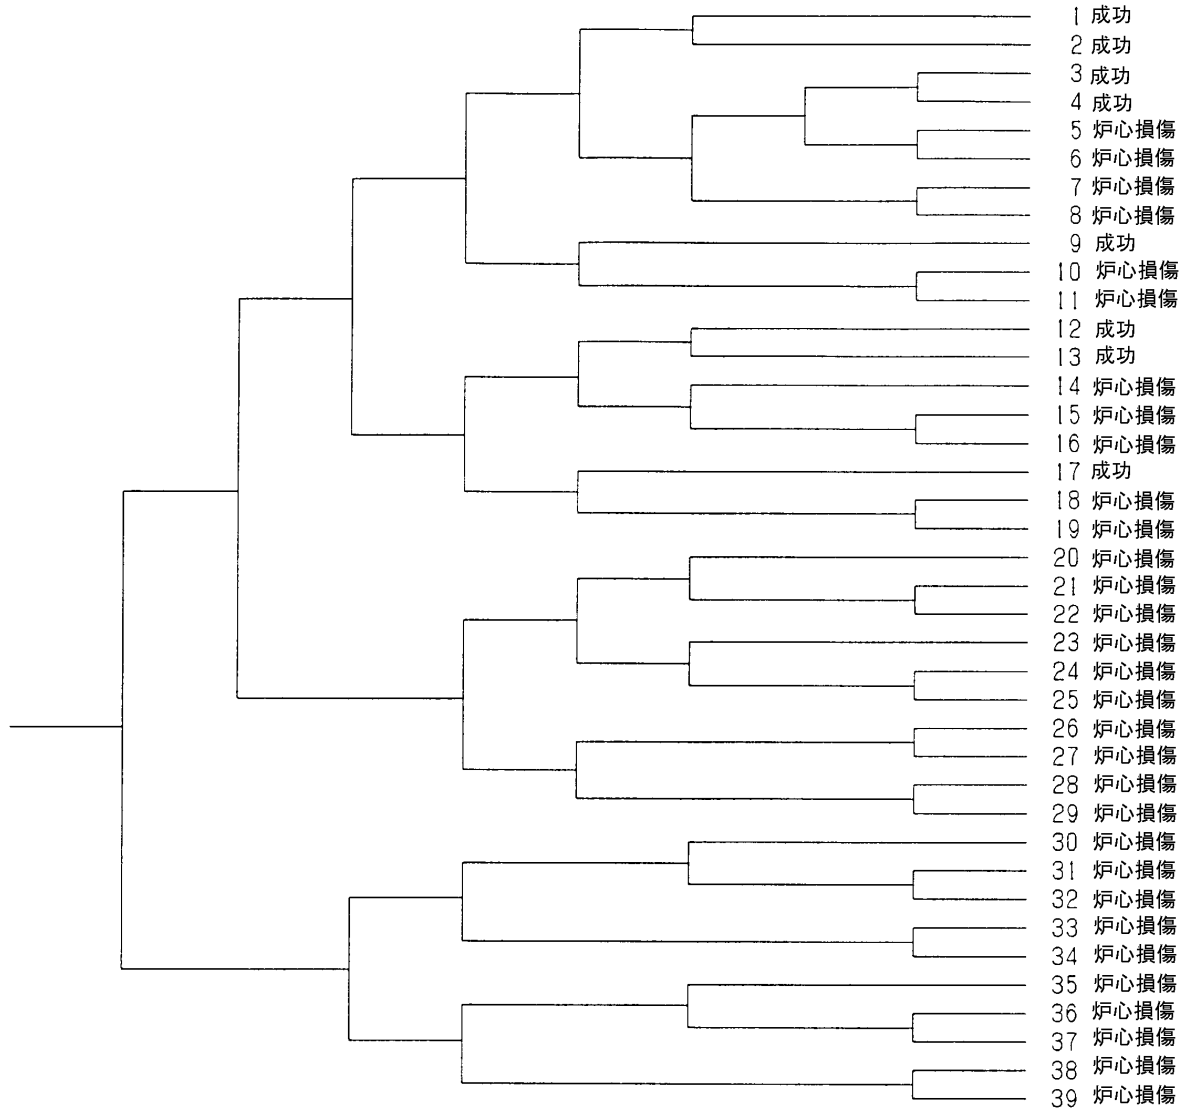 1 成功
2 成功
3 成功
4 成功
5 炉心損傷
6 炉心損傷
7 炉心損傷
8 炉心損傷
9 成功
10 炉心損傷
11 炉心損傷
12 成功
13 成功
14 炉心損傷
15 炉心損傷
16 炉心損傷
17 成功
18 炉心損傷
19 炉心損傷
20 炉心損傷
21 炉心損傷
22 炉心損傷
23 炉心損傷
24 炉心損傷
25 炉心損傷
26 炉心損傷
27 炉心損傷
28 炉心損傷
29 炉心損傷
30 炉心損傷
31 炉心損傷
32 炉心損傷
33 炉心損傷
34 炉心損傷
35 炉心損傷
36 炉心損傷
37 炉心損傷
38 炉心損傷
39 炉心損傷